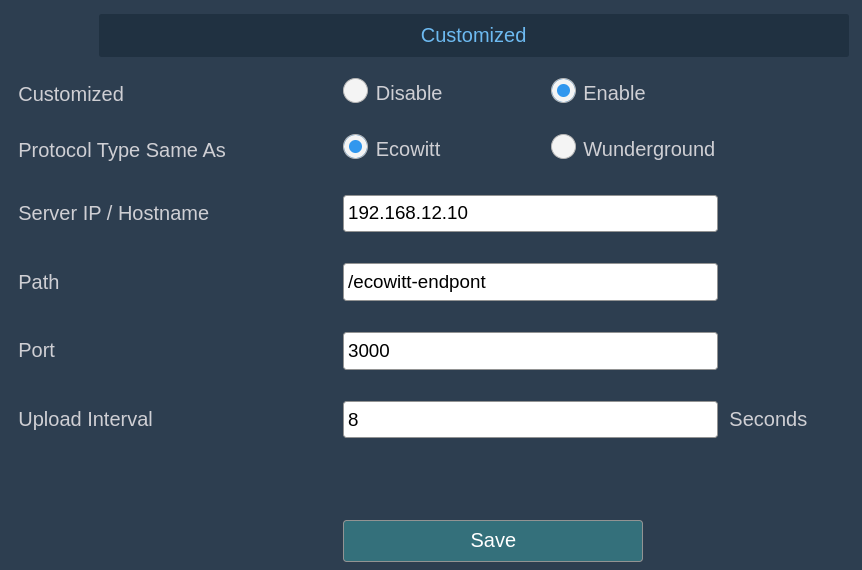 Customized
Customized Disable Enable
Protocol Type Same As Ecowitt Wunderground
Server IP / Hostname 192.168.12.10
Path /ecowitt-endpont
Port 3000
Upload Interval 8 Seconds
Save